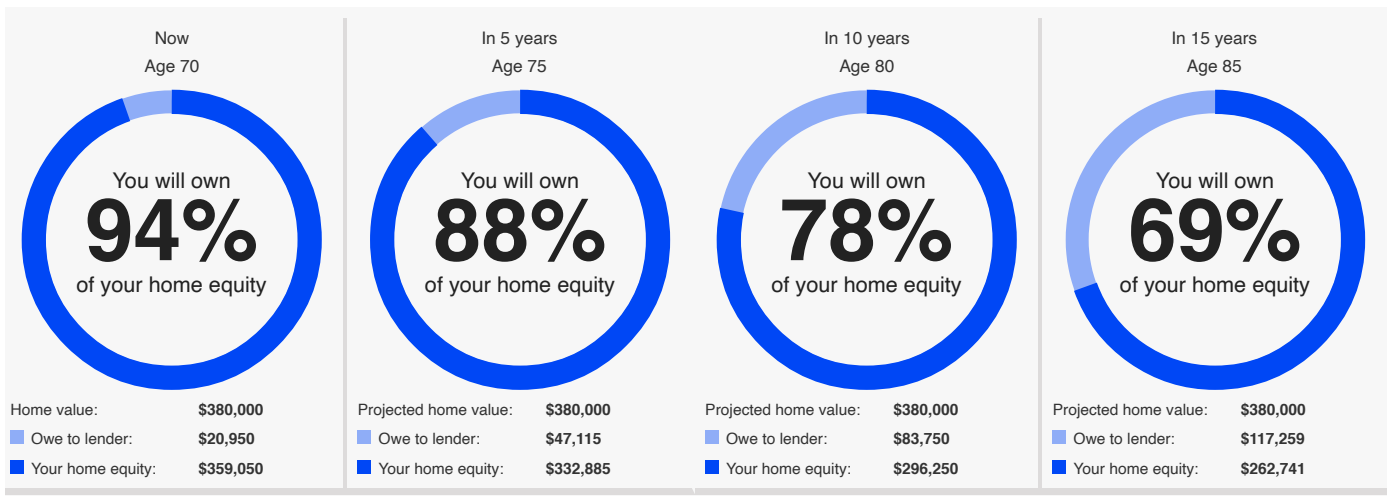 Now
Age 70
You will own
94%
of your home equity
Home value: $380,000
Owe to lender: $20,950
Your home equity: $359,050
In 5 years
Age 75
You will own
88%
of your home equity
Projected home value: $380,000
Owe to lender: $47,115
Your home equity: $332,885
In 10 years
Age 80
You will own
78%
of your home equity
Projected home value: $380,000
Owe to lender: $83,750
Your home equity: $296,250
In 15 years
Age 85
You will own
69%
of your home equity
Projected home value: $380,000
Owe to lender: $117,259
Your home equity: $262,741